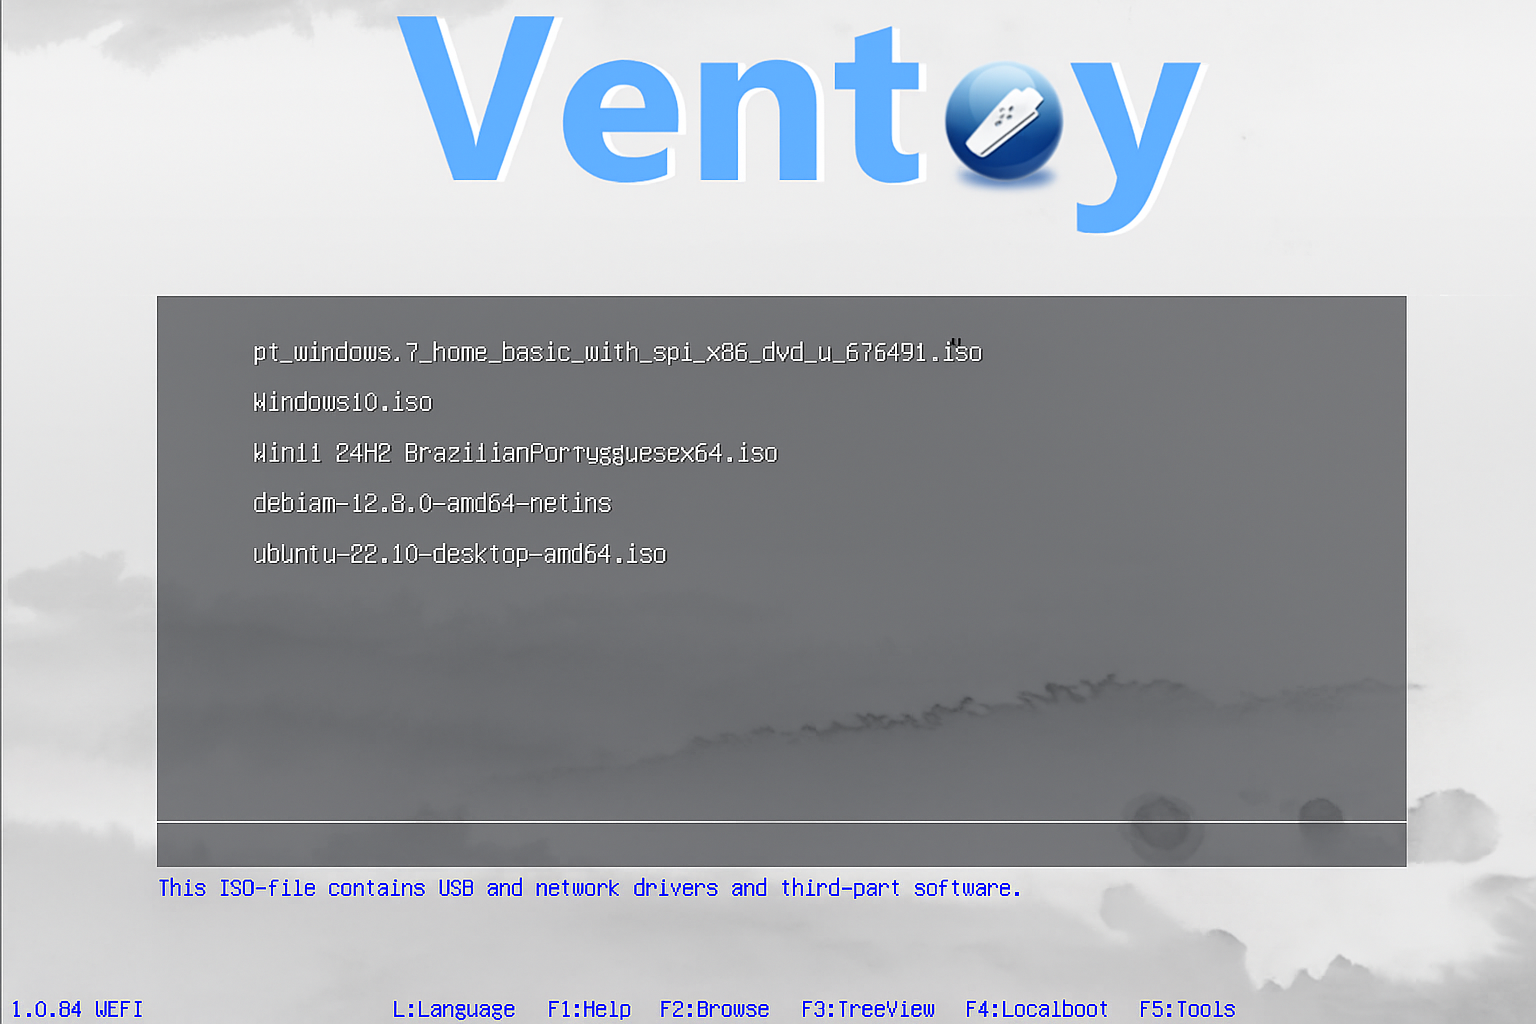 Ventoy
pt_windows.7_home_basic_with_spi_x86_dvd_u_676491.iso
Windows10.iso
Win11 24H2 BrazilianPortygguesex64.iso
debiam-12.8.0-amd64-netins
ubUntu-22.10-desktop-amd64.iso
This ISO-file contains USB and network drivers and third-part software.
1.0.84 WEFI L:Language F1:Help F2:Browse F3:TreeView F4:Localboot F5:Tools